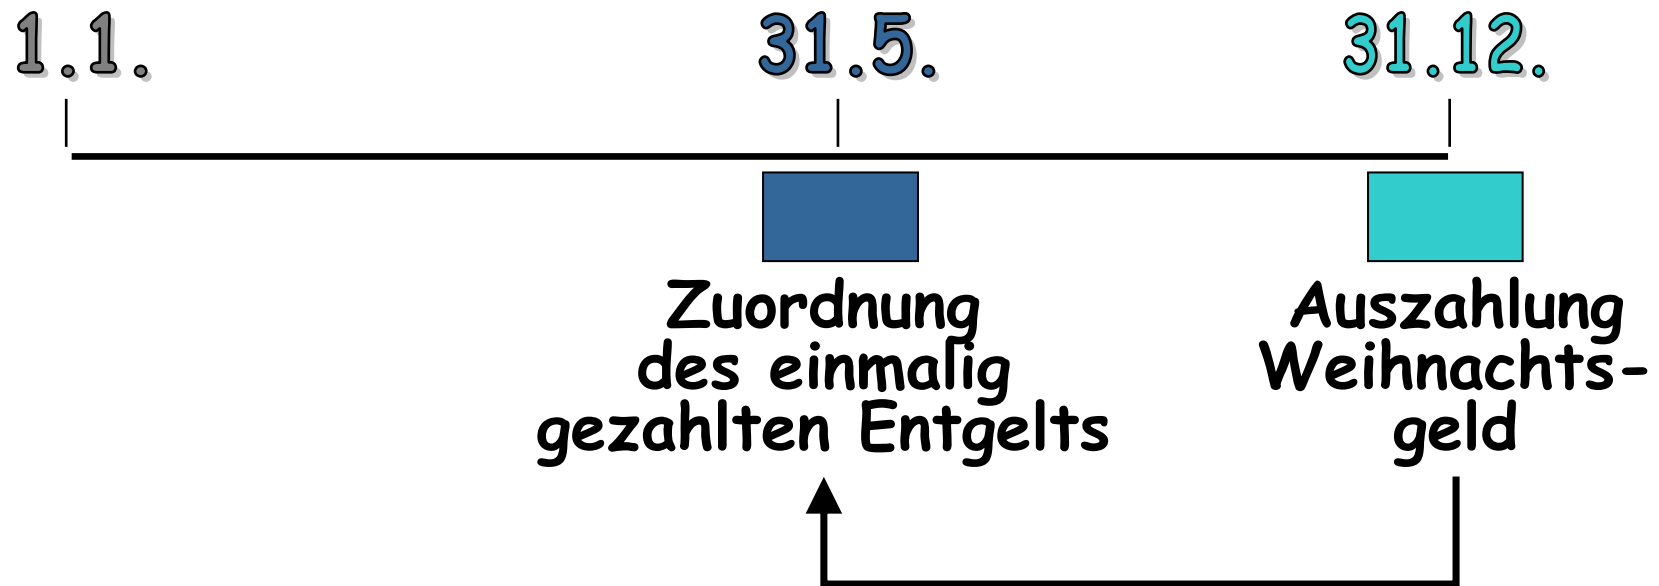 1.1.
31.5.
31.12.
Zuordnung
des einmalig
gezahlten Entgelts
Auszahlung
Weihnachts-
geld